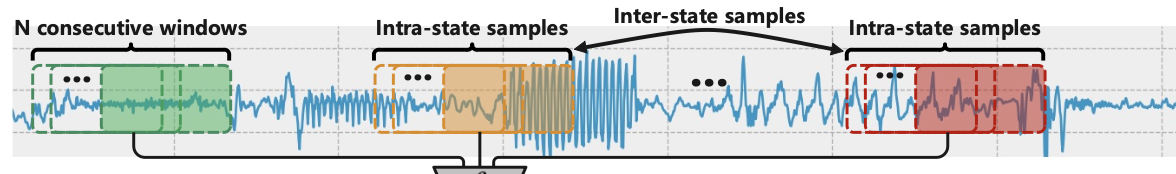 Inter-state samples
N consecutive windows
Intra-state samples
Intra-state samples
•••
•••
•••
•••